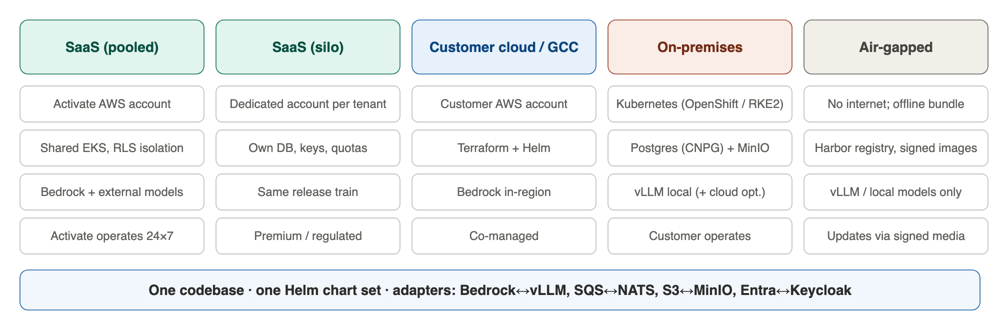 SaaS (pooled)
SaaS (silo)
Customer cloud / GCC
On-premises
Air-gapped
Activate AWS account
Dedicated account per tenant
Customer AWS account
Kubernetes (OpenShift / RKE2)
No internet; offline bundle
Shared EKS, RLS isolation
Own DB, keys, quotas
Terraform + Helm
Postgres (CNPG) + MinIO
Harbor registry, signed images
Bedrock + external models
Same release train
Bedrock in-region
vLLM local (+ cloud opt.)
vLLM / local models only
Activate operates 24×7
Premium / regulated
Co-managed
Customer operates
Updates via signed media
One codebase · one Helm chart set · adapters: Bedrock↔vLLM, SQS↔NATS, S3↔MinIO, Entra↔Keycloak